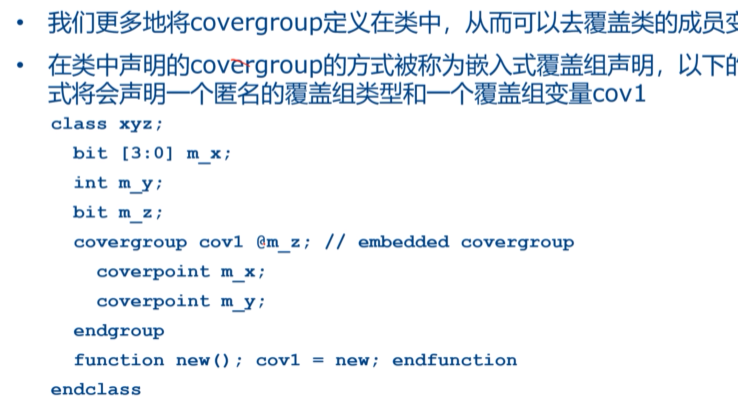 • 我们更多地将covergroup定义在类中，从而可以去覆盖类的成员变
• 在类中声明的covergroup的方式被称为嵌入式覆盖组声明，以下的
式将会声明一个匿名的覆盖组类型和一个覆盖组变量cov1
class xyz;
bit [3:0] m_x;
int m_y;
bit m_z;
covergroup cov1 @m_z; // embedded covergroup
coverpoint m_x;
coverpoint m_y;
endgroup
function new(); cov1 = new; endfunction
endclass